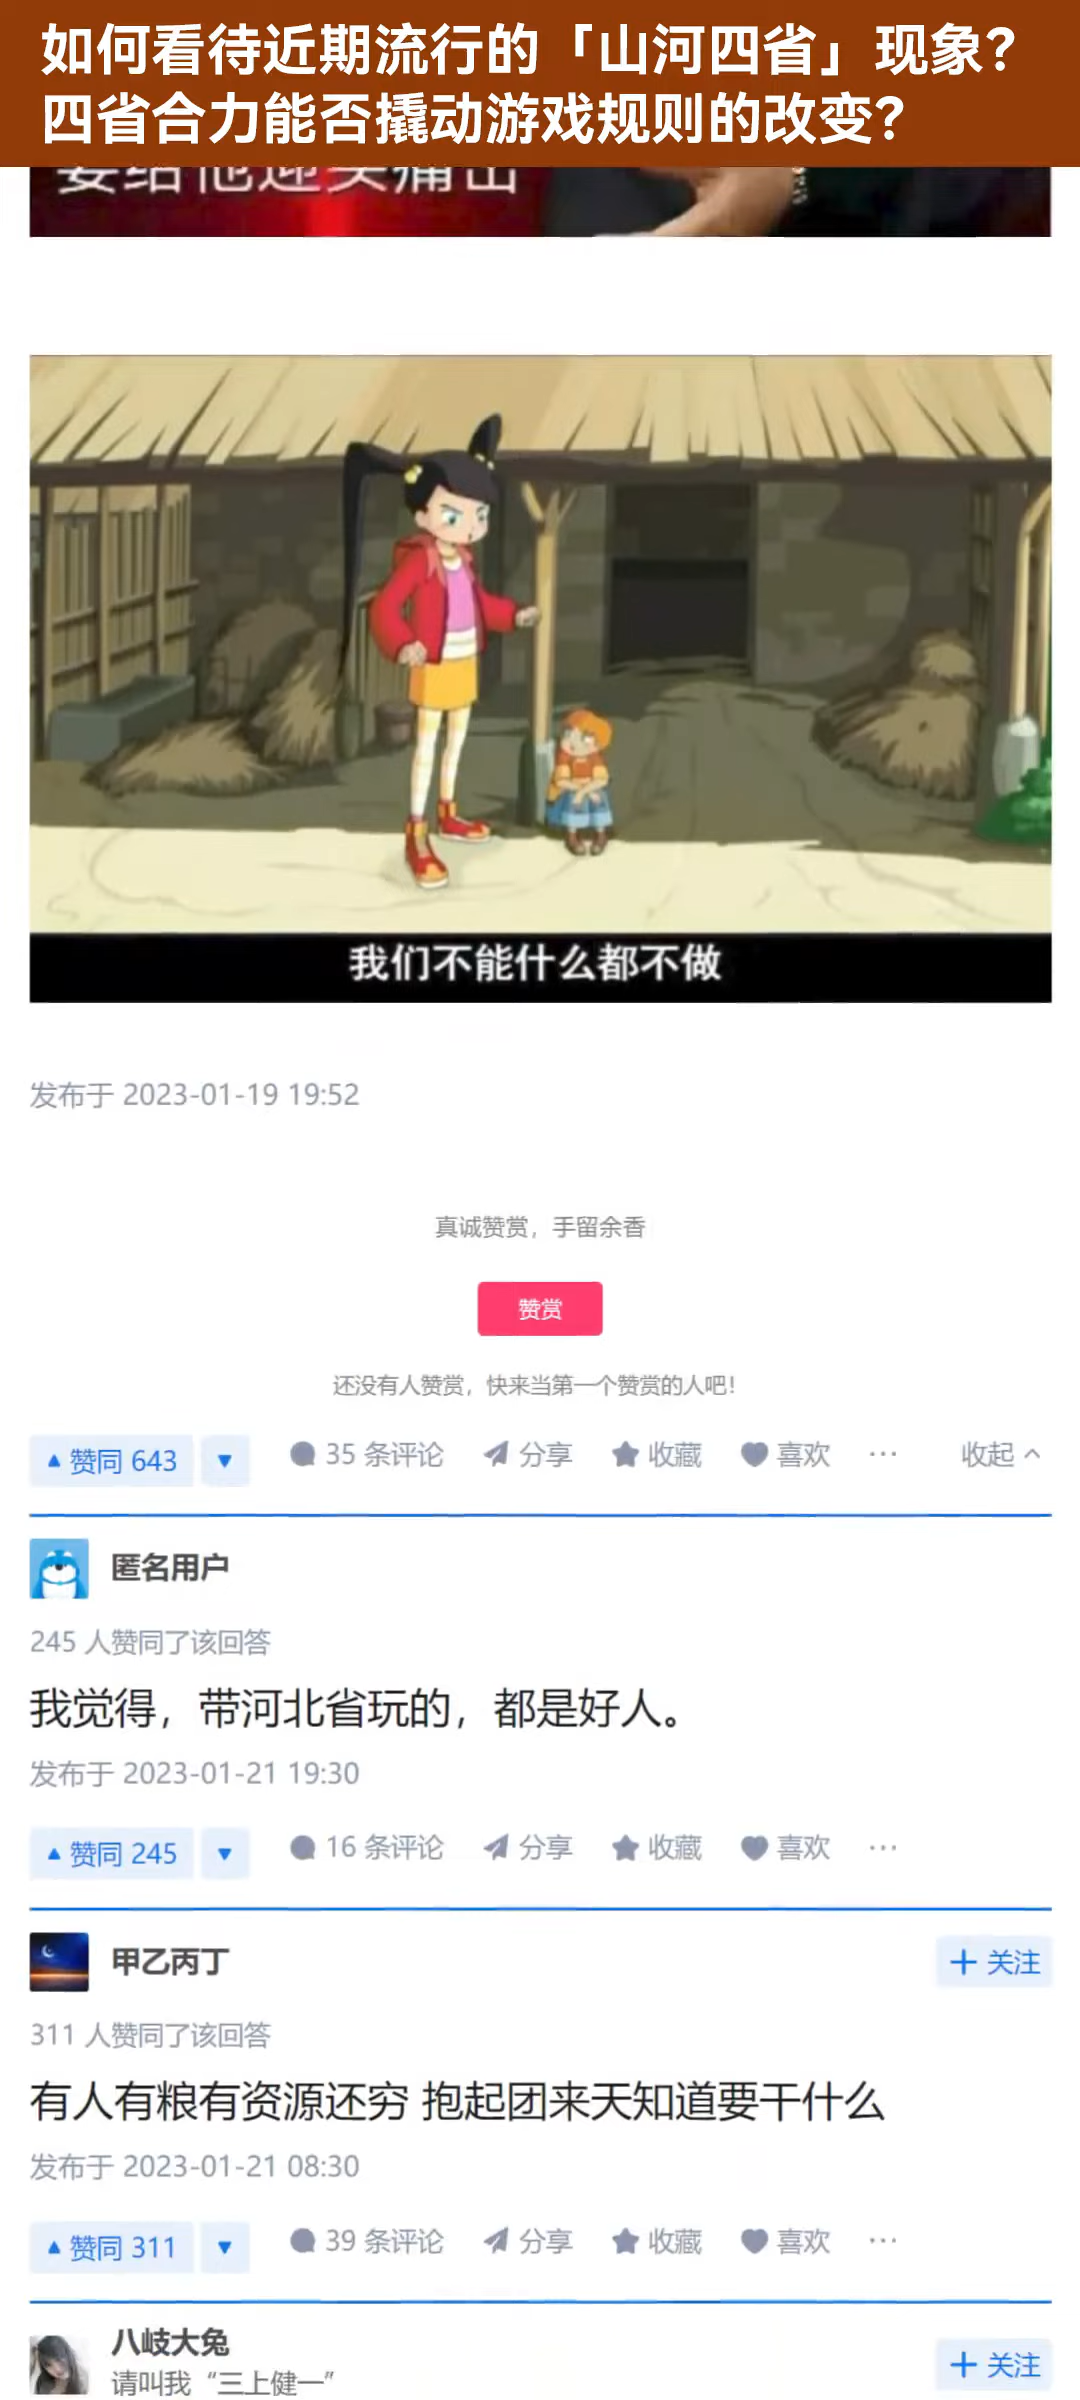 如何看待近期流行的「山河四省」现象？
四省合力能否撬动游戏规则的改变？
要给他迎头痛击
我们不能什么都不做
发布于 2023-01-19 19:52
真诚赞赏，手留余香
赞赏
还没有人赞赏，快来当第一个赞赏的人吧！
赞同 643 35 条评论 分享 收藏 喜欢 ··· 收起
匿名用户
245 人赞同了该回答
我觉得，带河北省玩的，都是好人。
发布于 2023-01-21 19:30
赞同 245 16 条评论 分享 收藏 喜欢 ···
甲乙丙丁 + 关注
311 人赞同了该回答
有人有粮有资源还穷 抱起团来天知道要干什么
发布于 2023-01-21 08:30
赞同 311 39 条评论 分享 收藏 喜欢 ···
八岐大兔
请叫我“三上健一” + 关注